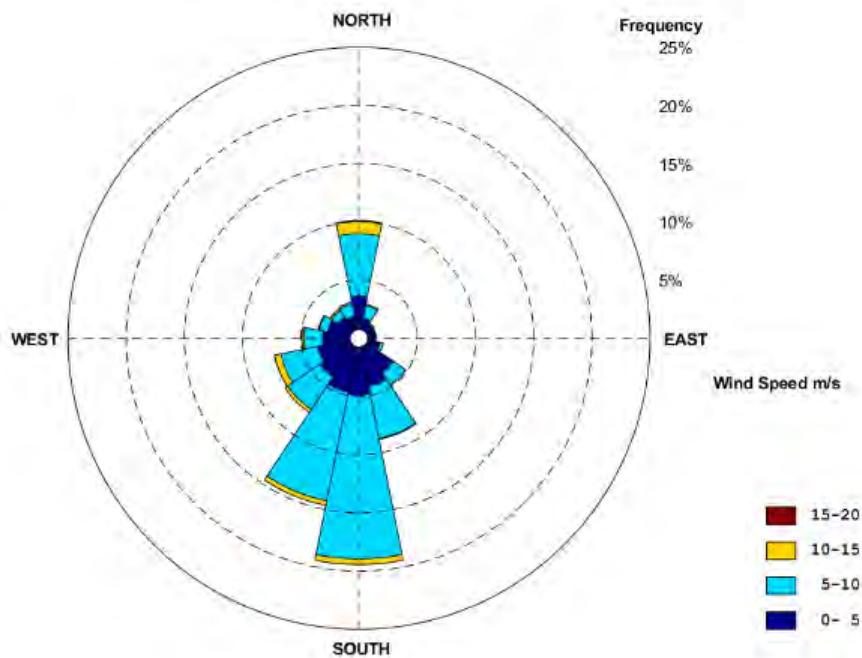 NORTH
Frequency
25%
20%
15%
10%
5%
WEST
EAST
Wind Speed m/s
15-20
10-15
5-10
0- 5
SOUTH